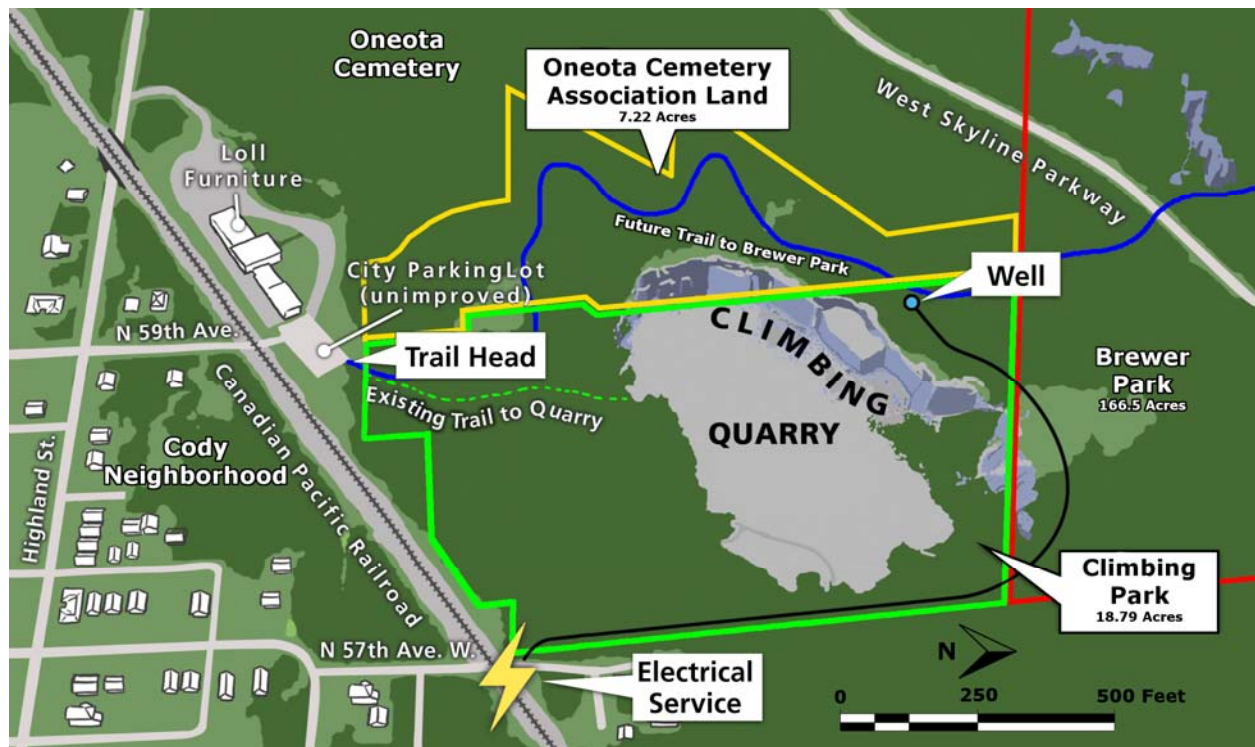 Oneota
Cemetery
Oneota Cemetery
Association Land
7.22 Acres
West Skyline Parkway
Loll
Furniture
Future Trail to Brewer Park
City ParkingLot
(unimproved)
Well
N 59th Ave.
Trail Head
CLIMBING
Existing Trail to Quarry
QUARRY
Brewer
Park
166.5 Acres
Canadian Pacific Railroad
Cody
Neighborhood
Highland St.
Climbing
Park
18.79 Acres
N 57th Ave. W.
Electrical
Service
N
0 250 500 Feet